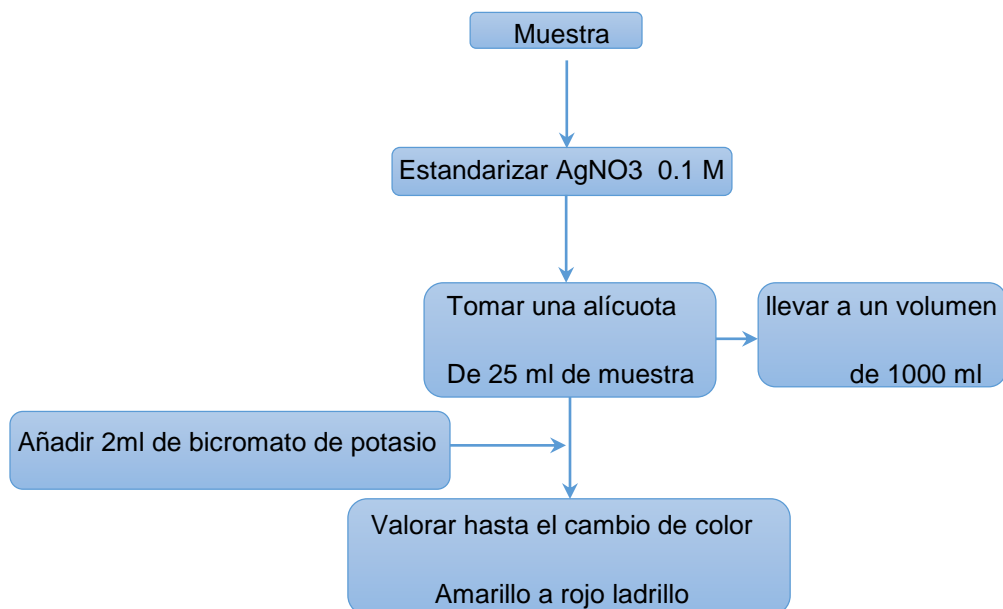 Muestra
Estandarizar AgNO3 0.1 M
Tomar una alícuota
De 25 ml de muestra
llevar a un volumen
de 1000 ml
Añadir 2ml de bicromato de potasio
Valorar hasta el cambio de color
Amarillo a rojo ladrillo